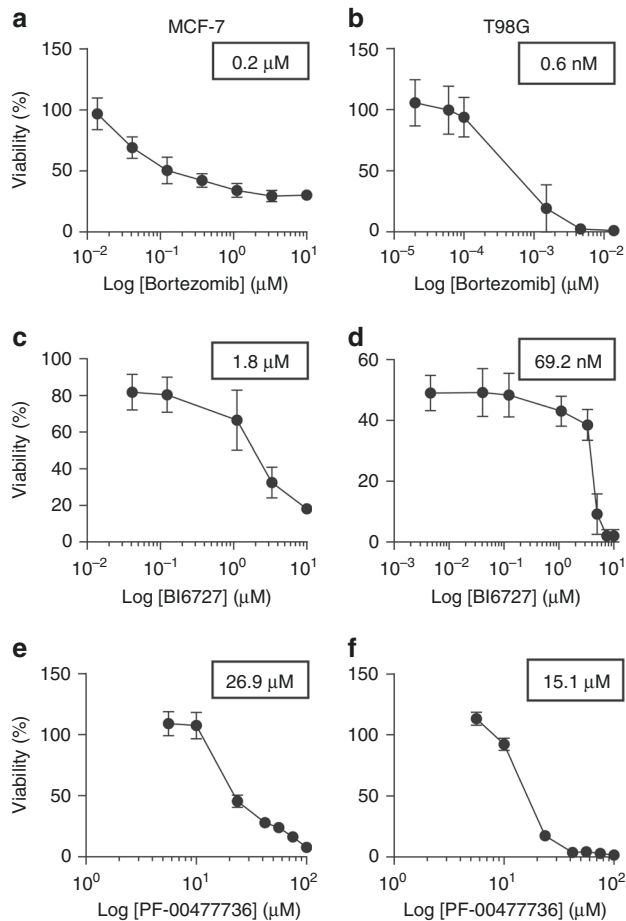 a
MCF-7
b
T98G
0.2 μM
0.6 nM
Viability (%)
150
100
50
0
10⁻² 10⁻¹ 10⁰ 10¹
Log [Bortezomib] (μM)
150
100
50
0
10⁻⁵ 10⁻⁴ 10⁻³ 10⁻²
Log [Bortezomib] (μM)
c
1.8 μM
Viability (%)
100
80
60
40
20
0
10⁻² 10⁻¹ 10⁰ 10¹
Log [BI6727] (μM)
d
69.2 nM
60
40
20
0
10⁻³ 10⁻² 10⁻¹ 10⁰ 10¹
Log [BI6727] (μM)
e
26.9 μM
Viability (%)
150
100
50
0
10⁰ 10¹ 10²
Log [PF-00477736] (μM)
f
15.1 μM
150
100
50
0
10⁰ 10¹ 10²
Log [PF-00477736] (μM)